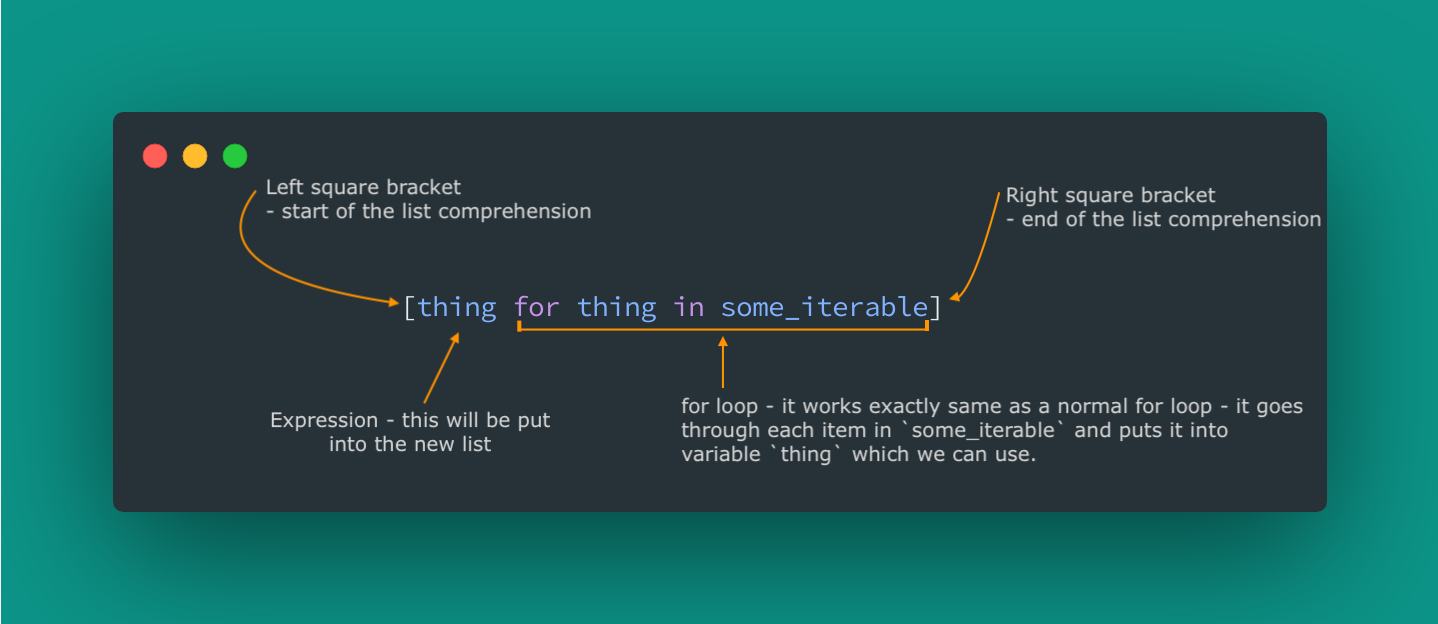 Left square bracket
- start of the list comprehension
Right square bracket
- end of the list comprehension
[thing for thing in some_iterable]
Expression - this will be put
into the new list
for loop - it works exactly same as a normal for loop - it goes
through each item in `some_iterable` and puts it into
variable `thing` which we can use.